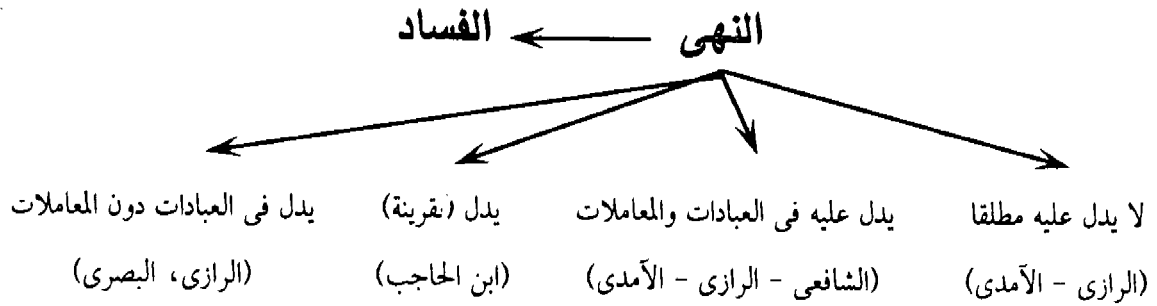 النهى الفساد
لا يدل عليه مطلقا يدل عليه فى العبادات والمعاملات يدل (بقرينة) يدل فى العبادات دون المعاملات
(الرازى - الآمدى) (الشافعى - الرازى - الآمدى) (ابن الحاجب) (الرازى، البصرى)